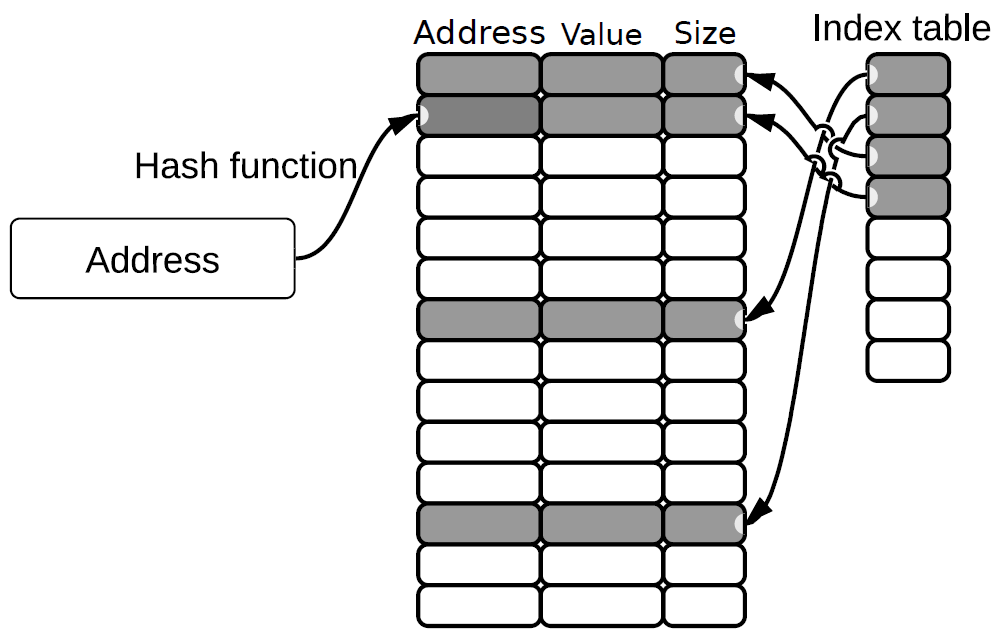 Address Value Size Index table
Hash function
Address